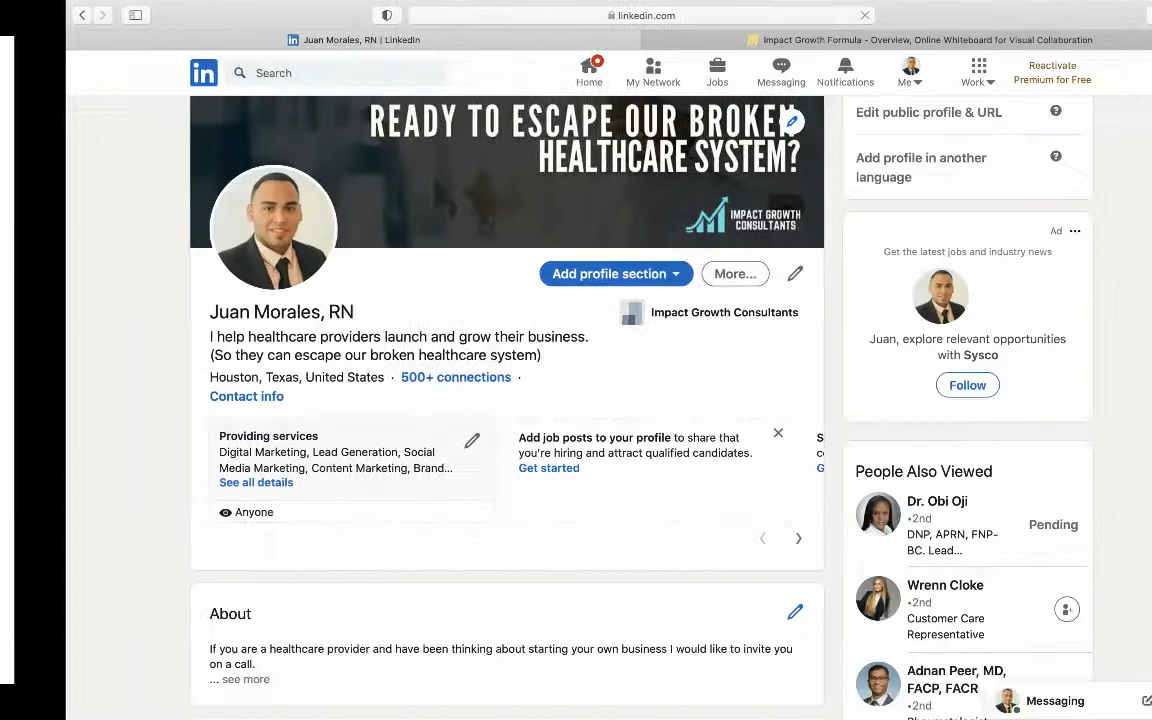 linkedin.com
Juan Morales, RN | LinkedIn
Impact Growth Formula - Overview, Online Whiteboard for Visual Collaboration
in
Search
Home
My Network
Jobs
Messaging
Notifications
Me
Work
Reactivate
Premium for Free
READY TO ESCAPE OUR BROKEN
HEALTHCARE SYSTEM?
IMPACT GROWTH
CONSULTANTS
Add profile section
More...
Juan Morales, RN
Impact Growth Consultants
I help healthcare providers launch and grow their business.
(So they can escape our broken healthcare system)
Houston, Texas, United States · 500+ connections ·
Contact info
Providing services
Digital Marketing, Lead Generation, Social
Media Marketing, Content Marketing, Brand...
See all details
Anyone
Add job posts to your profile to share that
you're hiring and attract qualified candidates.
Get started
About
If you are a healthcare provider and have been thinking about starting your own business I would like to invite you
on a call.
... see more
Edit public profile & URL
Add profile in another
language
Ad ...
Get the latest jobs and industry news
Juan, explore relevant opportunities
with Sysco
Follow
People Also Viewed
Dr. Obi Oji
•2nd
DNP, APRN, FNP-
BC. Lead...
Pending
Wrenn Cloke
•2nd
Customer Care
Representative
Adnan Peer, MD,
FACP, FACR
•2nd
Messaging